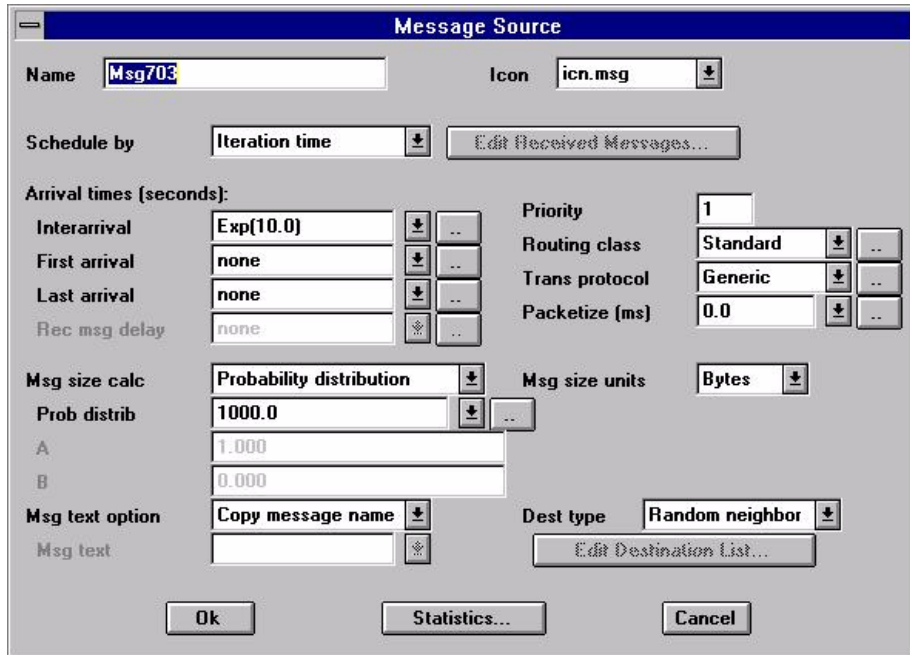 Message Source
Name Msg703 Icon icn.msg
Schedule by Iteration time Edit Received Messages...
Arrival times (seconds):
Interarrival Exp(10.0) .. Priority 1
First arrival none .. Routing class Standard ..
Last arrival none .. Trans protocol Generic ..
Rec msg delay none .. Packetize (ms) 0.0 ..
Msg size calc Probability distribution Msg size units Bytes
Prob distrib 1000.0 ..
A 1.000
B 0.000
Msg text option Copy message name Dest type Random neighbor
Msg text Edit Destination List...
Ok Statistics... Cancel